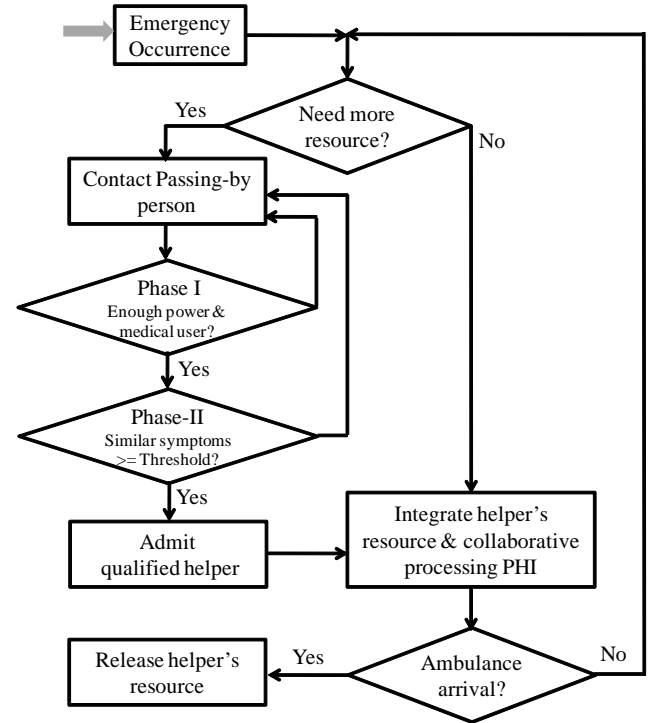 Emergency
Occurrence
Need more
resource?
Yes
No
Contact Passing-by
person
Phase I
Enough power &
medical user?
Yes
Phase-II
Similar symptoms
>= Threshold?
Yes
Admit
qualified helper
Integrate helper's
resource & collaborative
processing PHI
Ambulance
arrival?
Yes
No
Release helper's
resource